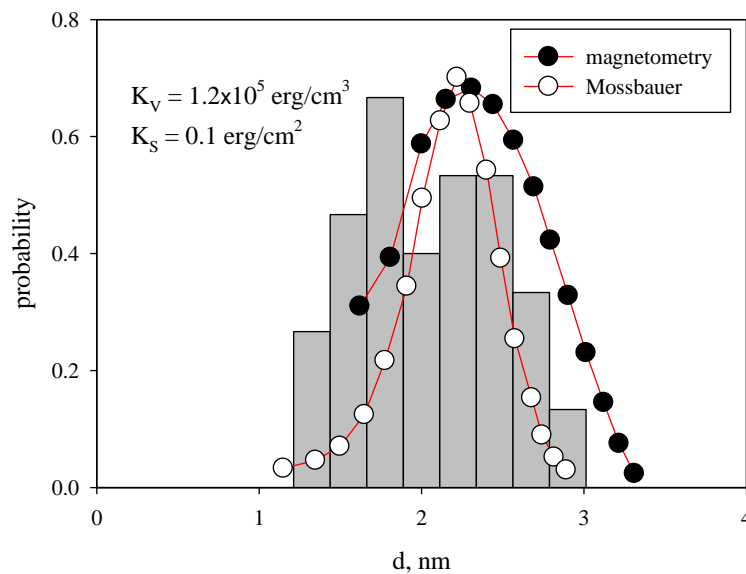 0.8
0.6
0.4
0.2
0.0
probability
K_V = 1.2x10^5 erg/cm^3
K_S = 0.1 erg/cm^2
magnetometry
Mossbauer
0 1 2 3 4
d, nm